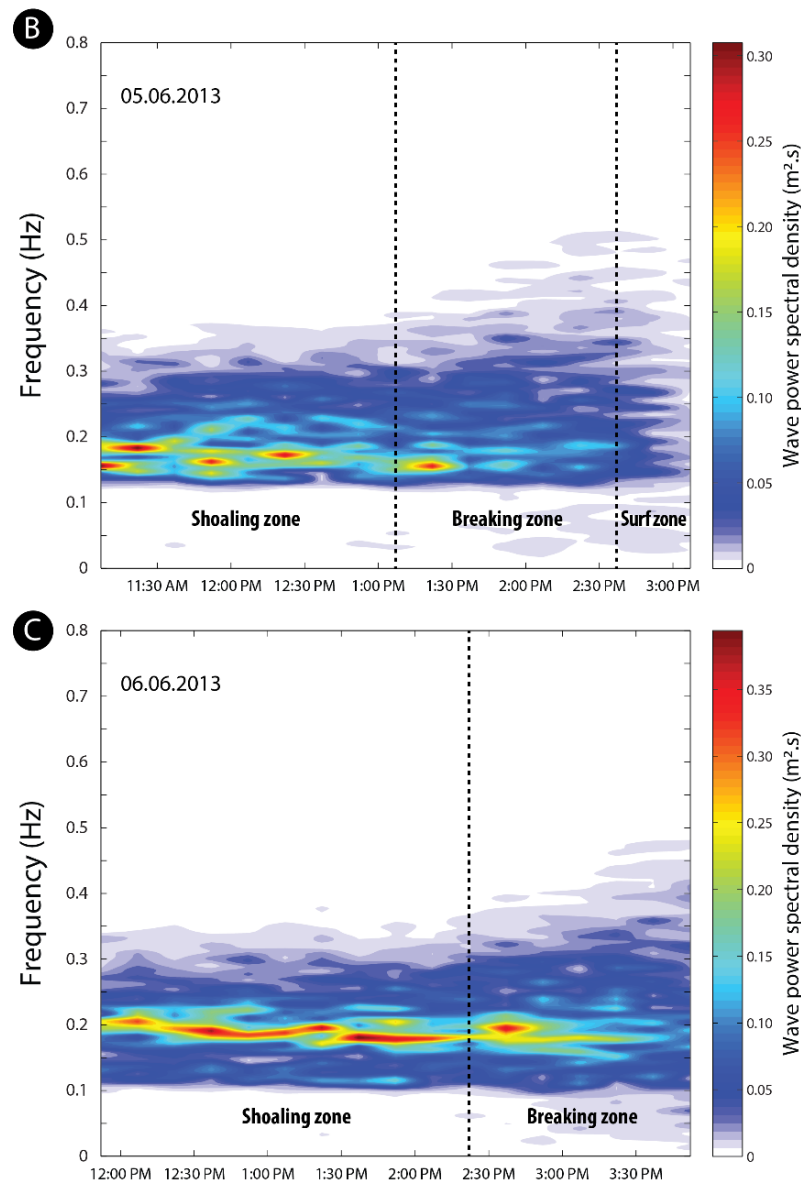 B
0.8
05.06.2013
0.7
0.6
0.5
0.4
0.3
0.2
0.1
0
Frequency (Hz)
Shoaling zone
Breaking zone
Surf zone
11:30 AM 12:00 PM 12:30 PM 1:00 PM 1:30 PM 2:00 PM 2:30 PM 3:00 PM
0.30
0.25
0.20
0.15
0.10
0.05
0
Wave power spectral density (m².s)
C
0.8
06.06.2013
0.7
0.6
0.5
0.4
0.3
0.2
0.1
0
Frequency (Hz)
Shoaling zone
Breaking zone
12:00 PM 12:30 PM 1:00 PM 1:30 PM 2:00 PM 2:30 PM 3:00 PM 3:30 PM
0.35
0.30
0.25
0.20
0.15
0.10
0.05
0
Wave power spectral density (m².s)